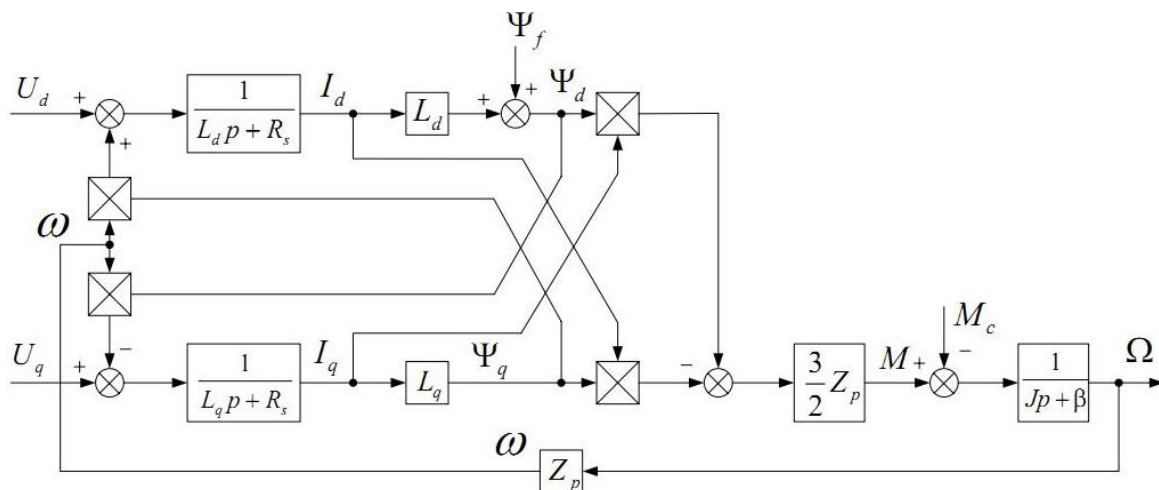 Ψ_f
U_d + 1 / (L_d p + R_s) I_d L_d + + Ψ_d
+
ω
−
U_q + 1 / (L_q p + R_s) I_q L_q Ψ_q − 3/2 Z_p M + − M_c 1 / (Jp + β) Ω
ω
Z_p